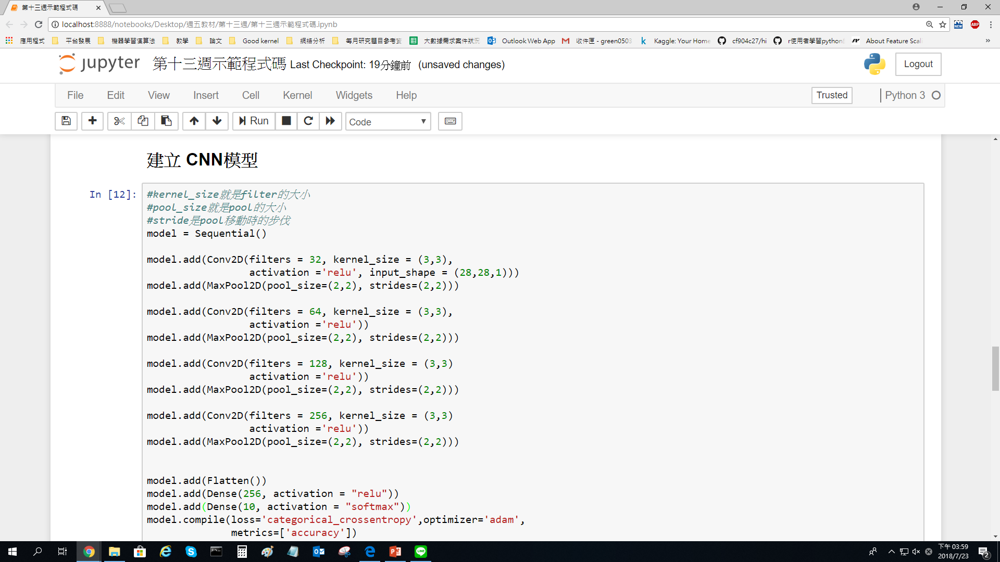 第十三週示範程式碼
localhost:8888/notebooks/Desktop/週五教材/第十三週/第十三週示範程式碼.ipynb
應用程式 平台發展 機器學習演算法 教學 論文 Good kernel 網絡分析 每月研究題目參考資 大數據需求案件狀況 Outlook Web App 收件匣 - green0503 Kaggle: Your Home cf904c27/hi r使用者學習python About Feature Scal »
jupyter 第十三週示範程式碼 Last Checkpoint: 19分鐘前 (unsaved changes) Logout
File Edit View Insert Cell Kernel Widgets Help Trusted Python 3
Run Code
建立 CNN模型
In [12]:
#kernel_size就是filter的大小
#pool_size就是pool的大小
#stride是pool移動時的步伐
model = Sequential()
model.add(Conv2D(filters = 32, kernel_size = (3,3),
activation ='relu', input_shape = (28,28,1)))
model.add(MaxPool2D(pool_size=(2,2), strides=(2,2)))
model.add(Conv2D(filters = 64, kernel_size = (3,3),
activation ='relu'))
model.add(MaxPool2D(pool_size=(2,2), strides=(2,2)))
model.add(Conv2D(filters = 128, kernel_size = (3,3)
activation ='relu'))
model.add(MaxPool2D(pool_size=(2,2), strides=(2,2)))
model.add(Conv2D(filters = 256, kernel_size = (3,3)
activation ='relu'))
model.add(MaxPool2D(pool_size=(2,2), strides=(2,2)))
model.add(Flatten())
model.add(Dense(256, activation = "relu"))
model.add(Dense(10, activation = "softmax"))
model.compile(loss='categorical_crossentropy',optimizer='adam',
metrics=['accuracy'])
下午 03:59
2018/7/23
2